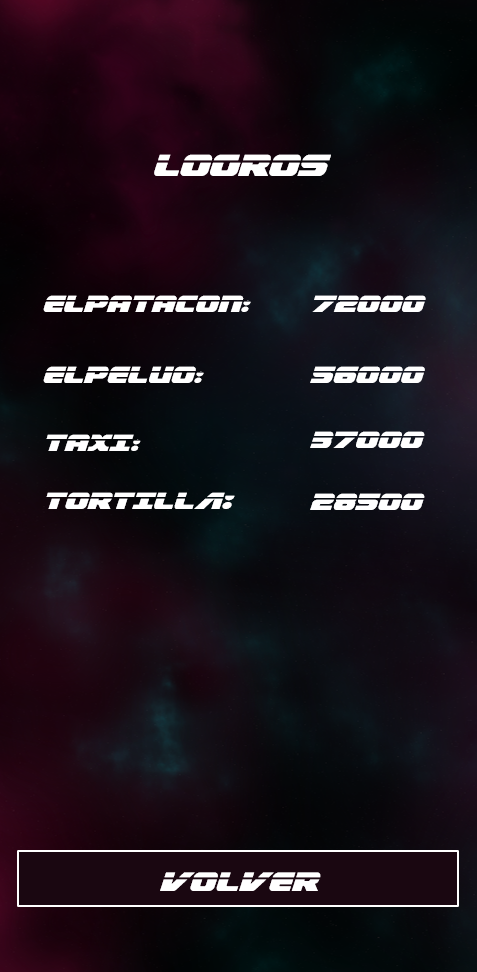 LOGROS
ELPATACON: 72000
ELPELUO: 56000
TAXI: 37000
TORTILLA: 28500
VOLVER